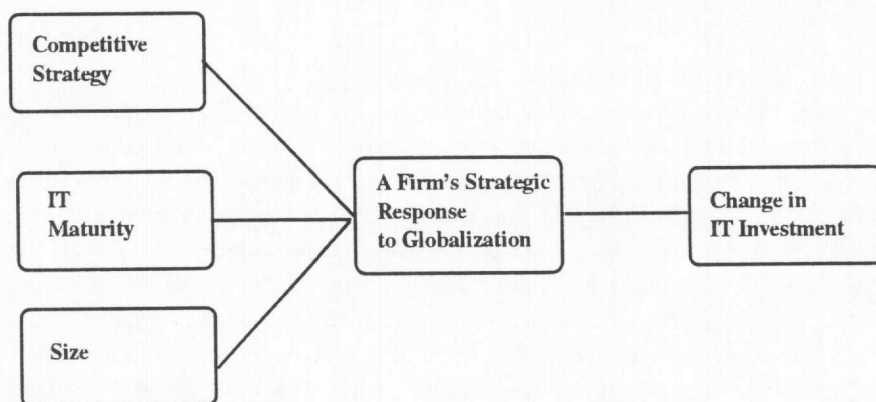 Competitive
Strategy
IT
Maturity
Size
A Firm's Strategic
Response
to Globalization
Change in
IT Investment